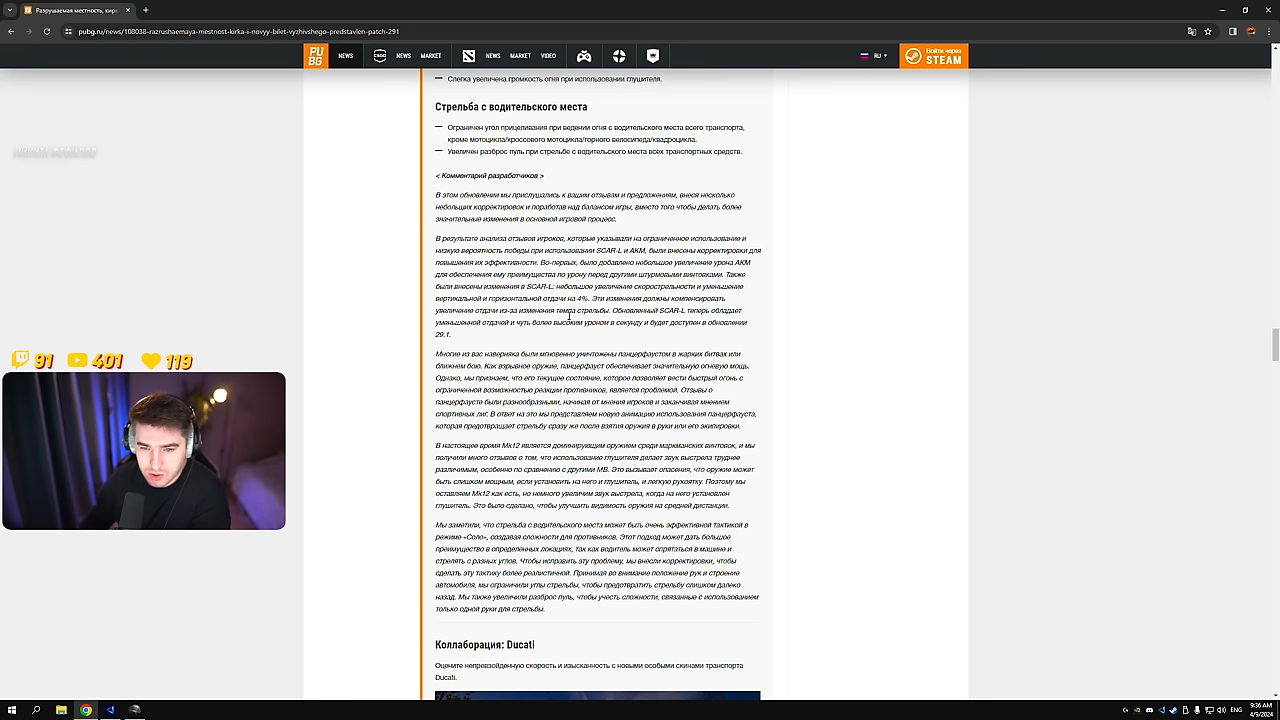 Разрушаемая местность, кирк
pubg.ru/news/108038-razrushaemaya-mestnost-kirka-i-novyy-bilet-vyzhivshego-predstavlen-patch-291
PU
BG
NEWS
NEWS
MARKET
NEWS
MARKET
VIDEO
RU
Войти через
STEAM
Слегка увеличена громкость огня при использовании глушителя.
Стрельба с водительского места
Ограничен угол прицеливания при ведении огня с водительского места всего транспорта,
кроме мотоцикла/кроссового мотоцикла/горного велосипеда/квадроцикла.
Увеличен разброс пуль при стрельбе с водительского места всех транспортных средств.
< Комментарий разработчиков >
В этом обновлении мы прислушались к вашим отзывам и предложениям, внеся несколько
небольших корректировок и поработав над балансом игры, вместо того чтобы делать более
значительные изменения в основной игровой процесс.
В результате анализа отзывов игроков, которые указывали на ограниченное использование и
низкую вероятность победы при использовании SCAR-L и АКМ, были внесены корректировки для
повышения их эффективности. Во-первых, было добавлено небольшое увеличение урона АКМ
для обеспечения ему преимущества по урону перед другими штурмовыми винтовками. Также
были внесены изменения в SCAR-L: небольшое увеличение скорострельности и уменьшение
вертикальной и горизонтальной отдачи на 4%. Эти изменения должны компенсировать
увеличение отдачи из-за изменения темпа стрельбы. Обновленный SCAR-L теперь обладает
уменьшенной отдачей и чуть более высоким уроном в секунду и будет доступен в обновлении
29.1.
Многие из вас наверняка были мгновенно уничтожены панцерфаустом в жарких битвах или
ближнем бою. Как взрывное оружие, панцерфауст обеспечивает значительную огневую мощь.
Однако, мы признаем, что его текущее состояние, которое позволяет вести быстрый огонь с
ограниченной возможностью реакции противников, является проблемой. Отзывы о
панцерфаусте были разнообразными, начиная от мнения игроков и заканчивая мнением
спортивных лиг. В ответ на это мы представляем новую анимацию использования панцерфауста,
которая предотвращает стрельбу сразу же после взятия оружия в руки или его экипировки.
В настоящее время Mk12 является доминирующим оружием среди марксманских винтовок, и мы
получили много отзывов о том, что использование глушителя делает звук выстрела труднее
различимым, особенно по сравнению с другими МВ. Это вызывает опасения, что оружие может
быть слишком мощным, если установить на него и глушитель, и легкую рукоятку. Поэтому мы
оставляем Mk12 как есть, но немного увеличим звук выстрела, когда на него установлен
глушитель. Это было сделано, чтобы улучшить видимость оружия на средней дистанции.
Мы заметили, что стрельба с водительского места может быть очень эффективной тактикой в
режиме «Соло», создавая сложности для противников. Этот подход может дать большое
преимущество в определенных локациях, так как водитель может спрятаться в машине и
стрелять с разных углов. Чтобы исправить эту проблему, мы внесли корректировки, чтобы
сделать эту тактику более реалистичной. Принимая во внимание положение рук и строение
автомобиля, мы ограничили углы стрельбы, чтобы предотвратить стрельбу слишком далеко
назад. Мы также увеличили разброс пуль, чтобы учесть сложности, связанные с использованием
только одной руки для стрельбы.
Коллаборация: Ducati
Оцените непревзойденную скорость и изысканность с новыми особыми скинами транспорта
Ducati.
91
401
119
ENG
9:36 AM
4/9/2024